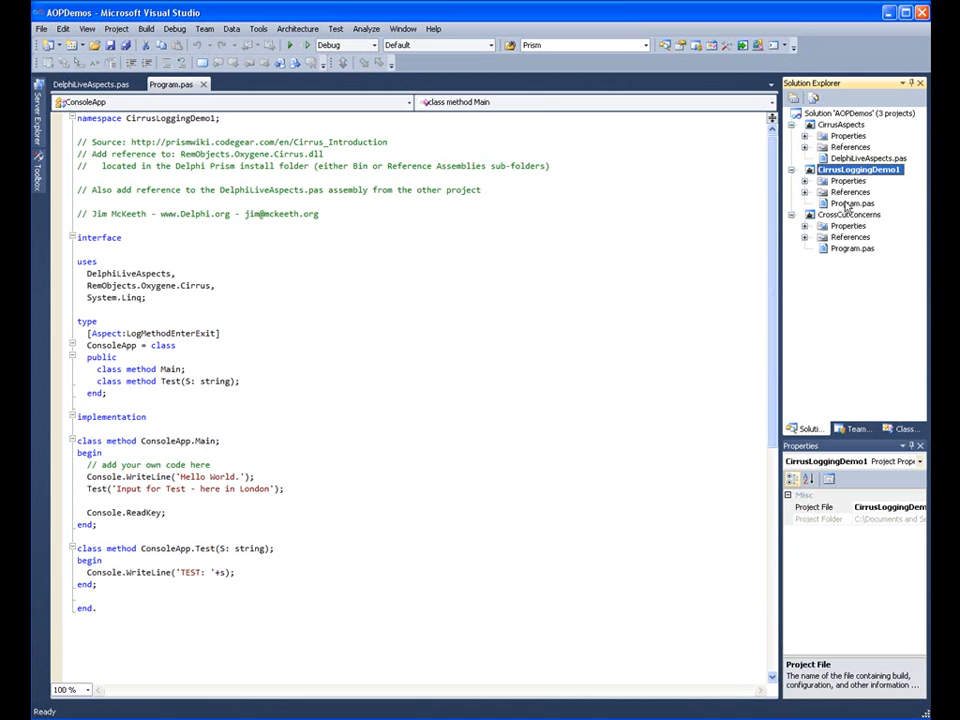 AOPDemos - Microsoft Visual Studio
File Edit View Project Build Debug Team Data Tools Architecture Test Analyze Window Help
Debug Default Prism
DelphiLiveAspects.pas Program.pas
ConsoleApp class method Main
Server Explorer
Toolbox
namespace CirrusLoggingDemo1;
// Source: http://prismwiki.codegear.com/en/Cirrus_Introduction
// Add reference to: RemObjects.Oxygene.Cirrus.dll
// located in the Delphi Prism install folder (either Bin or Reference Assemblies sub-folders)
// Also add reference to the DelphiLiveAspects.pas assembly from the other project
// Jim McKeeth - www.Delphi.org - jim@mckeeth.org
interface
uses
DelphiLiveAspects,
RemObjects.Oxygene.Cirrus,
System.Linq;
type
[Aspect:LogMethodEnterExit]
ConsoleApp = class
public
class method Main;
class method Test(S: string);
end;
implementation
class method ConsoleApp.Main;
begin
// add your own code here
Console.WriteLine('Hello World.');
Test('Input for Test - here in London');
Console.ReadKey;
end;
class method ConsoleApp.Test(S: string);
begin
Console.WriteLine('TEST: '+s);
end;
end.
100 %
Ready
Solution Explorer
Solution 'AOPDemos' (3 projects)
CirrusAspects
Properties
References
DelphiLiveAspects.pas
CirrusLoggingDemo1
Properties
References
Program.pas
CrossCutConcerns
Properties
References
Program.pas
Soluti... Team... Class...
Properties
CirrusLoggingDemo1 Project Prope
Misc
Project File CirrusLoggingDem
Project Folder C:\Documents and Se
Project File
The name of the file containing build, configuration, and other information ...